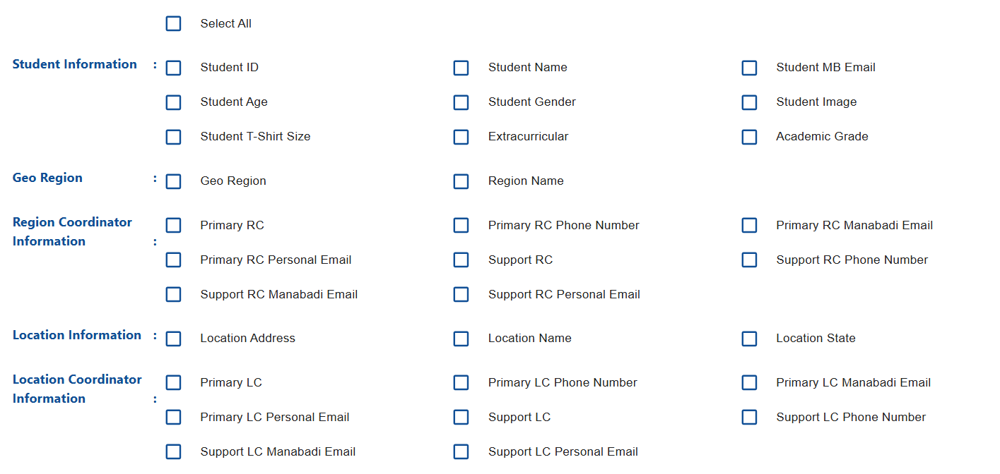 Select All
Student Information : Student ID Student Name Student MB Email
Student Age Student Gender Student Image
Student T-Shirt Size Extracurricular Academic Grade
Geo Region : Geo Region Region Name
Region Coordinator Information : Primary RC Primary RC Phone Number Primary RC Manabadi Email
Primary RC Personal Email Support RC Support RC Phone Number
Support RC Manabadi Email Support RC Personal Email
Location Information : Location Address Location Name Location State
Location Coordinator Information : Primary LC Primary LC Phone Number Primary LC Manabadi Email
Primary LC Personal Email Support LC Support LC Phone Number
Support LC Manabadi Email Support LC Personal Email